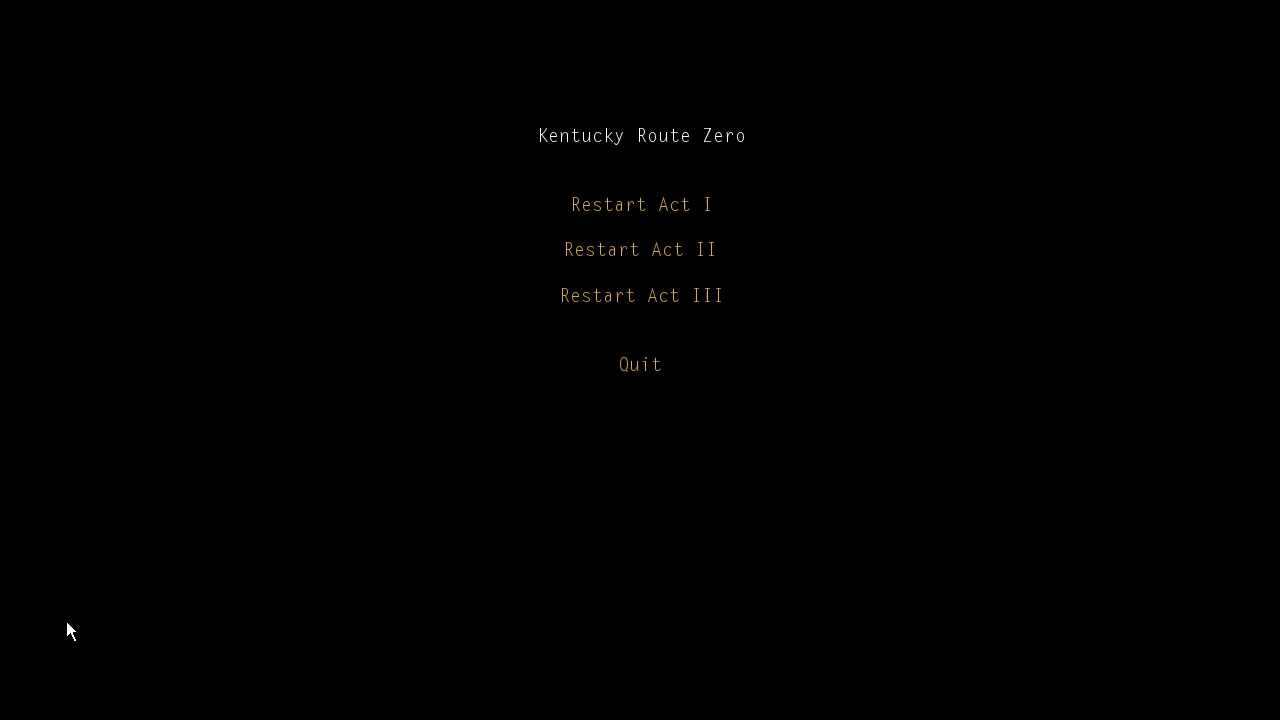 Kentucky Route Zero
Restart Act I
Restart Act II
Restart Act III
Quit